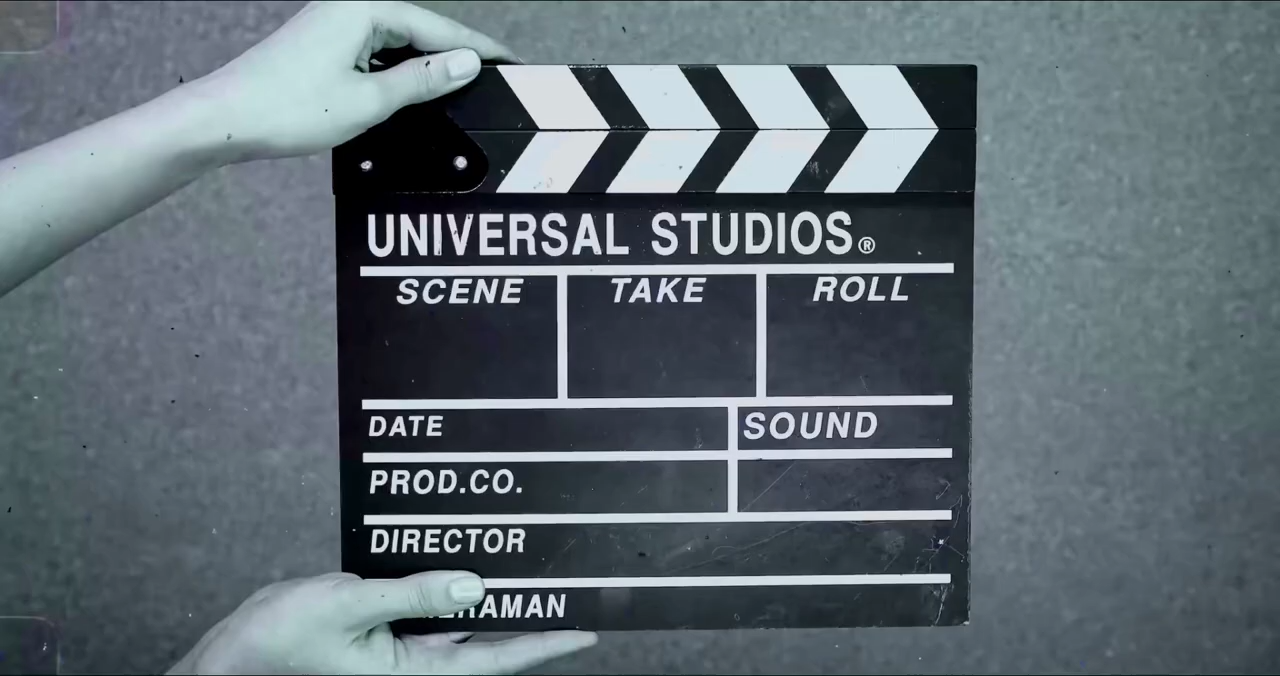 UNIVERSAL STUDIOS®
SCENE TAKE ROLL
DATE SOUND
PROD.CO.
DIRECTOR